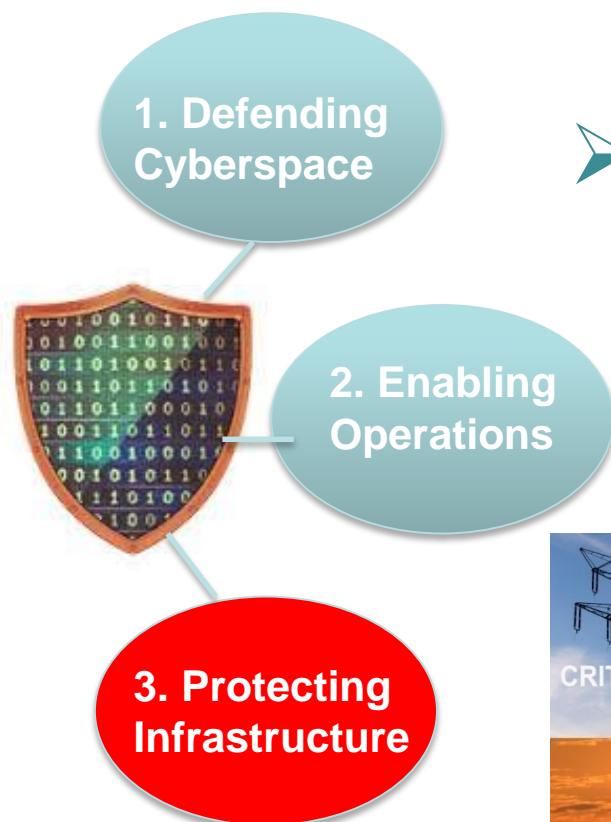 1. Defending
Cyberspace
2. Enabling
Operations
3. Protecting
Infrastructure